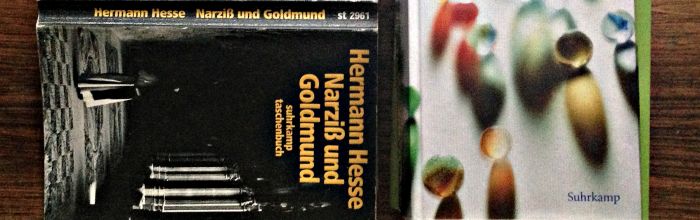 Hermann Hesse Narziß und Goldmund st 2961
Hermann Hesse
Narziß und
Goldmund
suhrkamp
taschenbuch
Suhrkamp